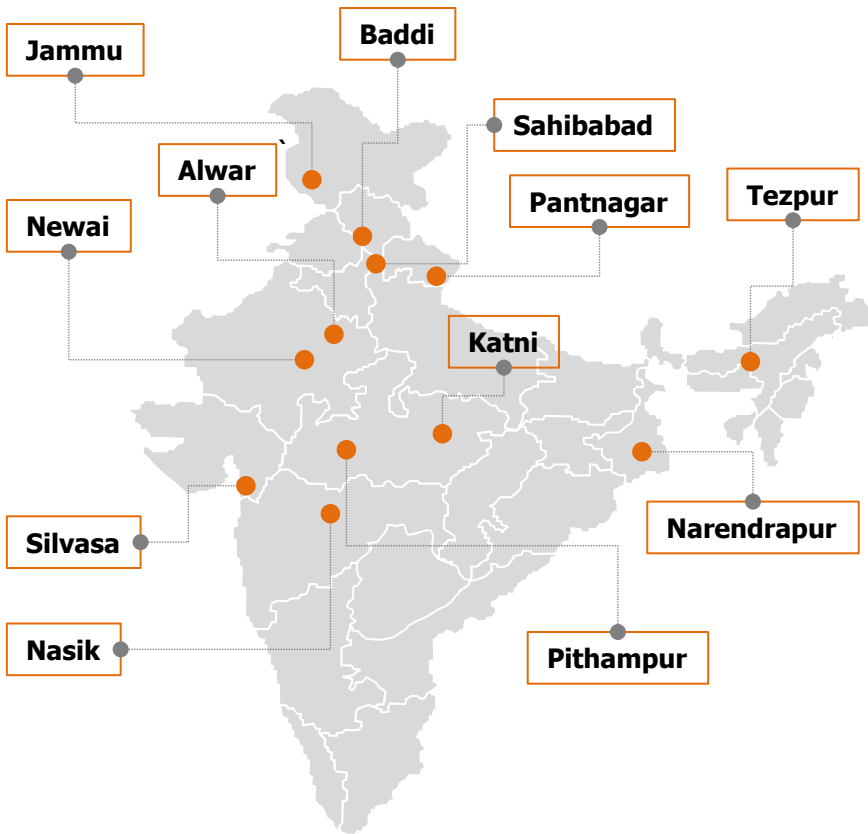 Baddi
Jammu
Sahibabad
`
Alwar
Pantnagar
Tezpur
Newai
Katni
Narendrapur
Silvasa
Nasik
Pithampur